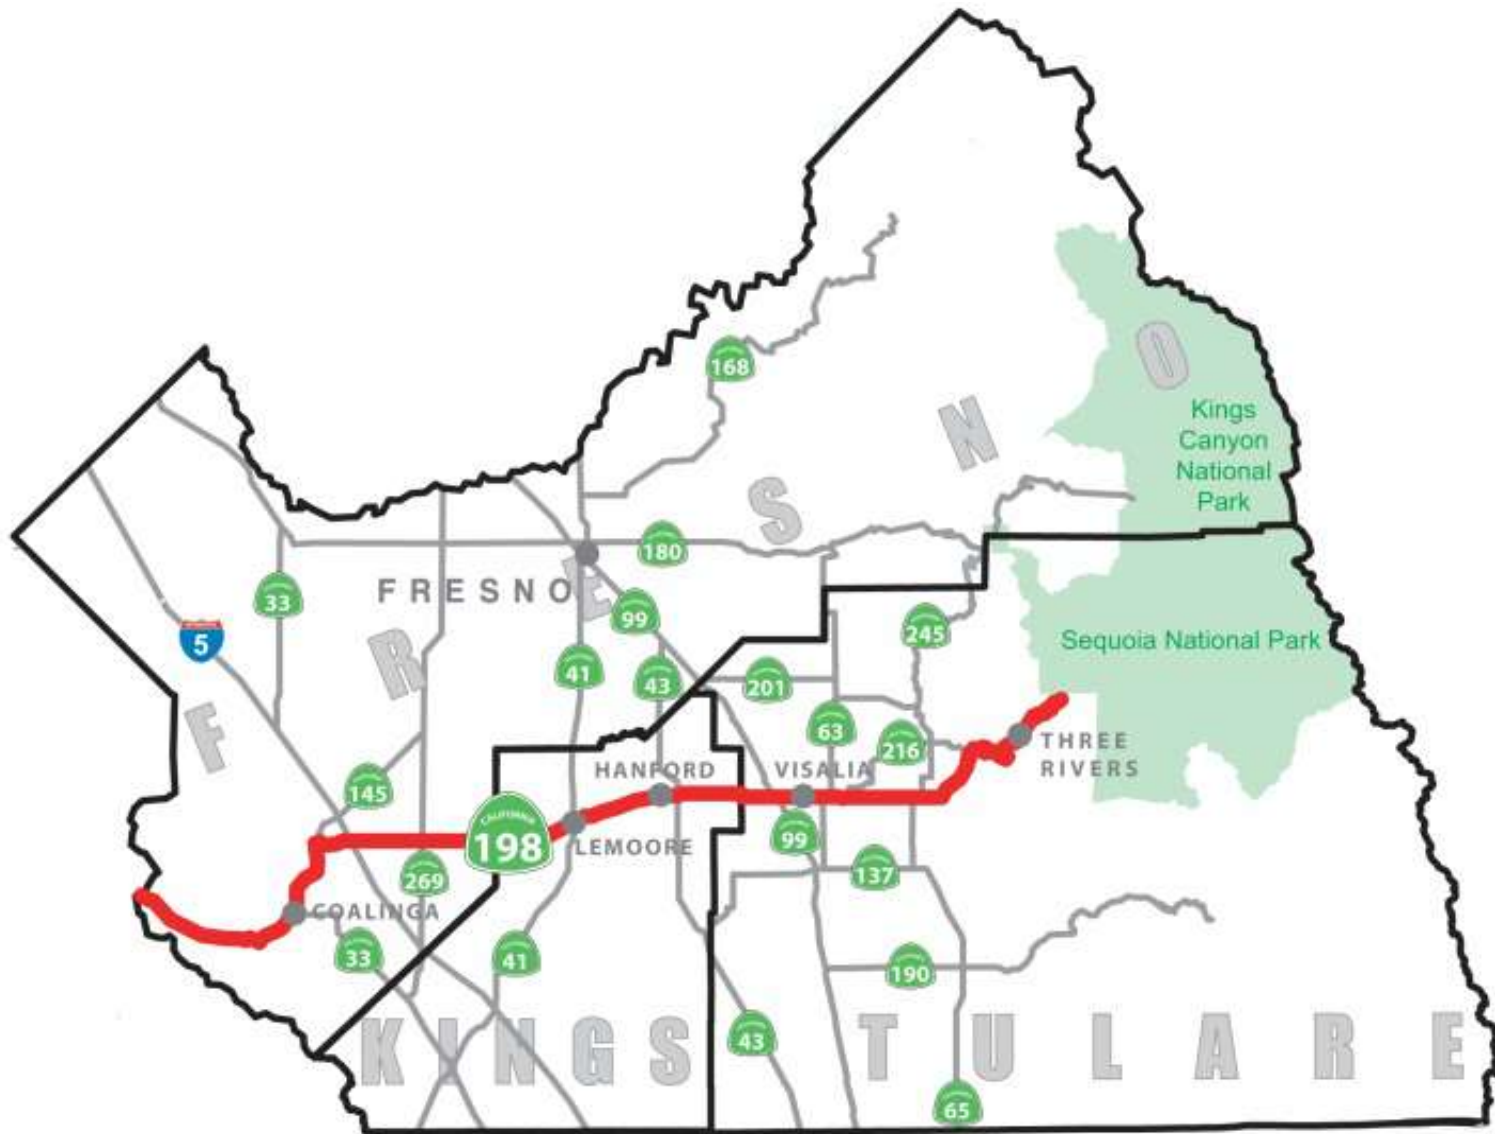 168
O
Kings
Canyon
National
Park
N
S
180
FRESNO
E
33
99
5
R
41
43
201
245
Sequoia National Park
F
63
216
THREE
RIVERS
HANFORD
VISALIA
145
CALIFORNIA
198
LEMOORE
99
269
137
COALINGA
33
41
190
KINGS
43
TULARE
65